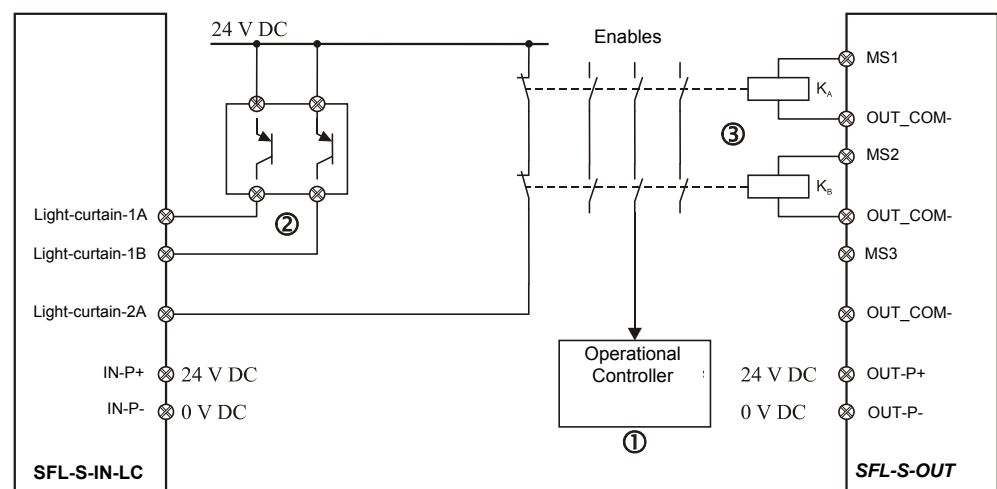 24 V DC
Enables
MS1
K_A
OUT_COM-
③
MS2
K_B
Light-curtain-1A
②
OUT_COM-
Light-curtain-1B
MS3
Light-curtain-2A
OUT_COM-
Operational
Controller
IN-P+
24 V DC
24 V DC
OUT-P+
IN-P-
0 V DC
0 V DC
OUT-P-
①
SFL-S-IN-LC
SFL-S-OUT